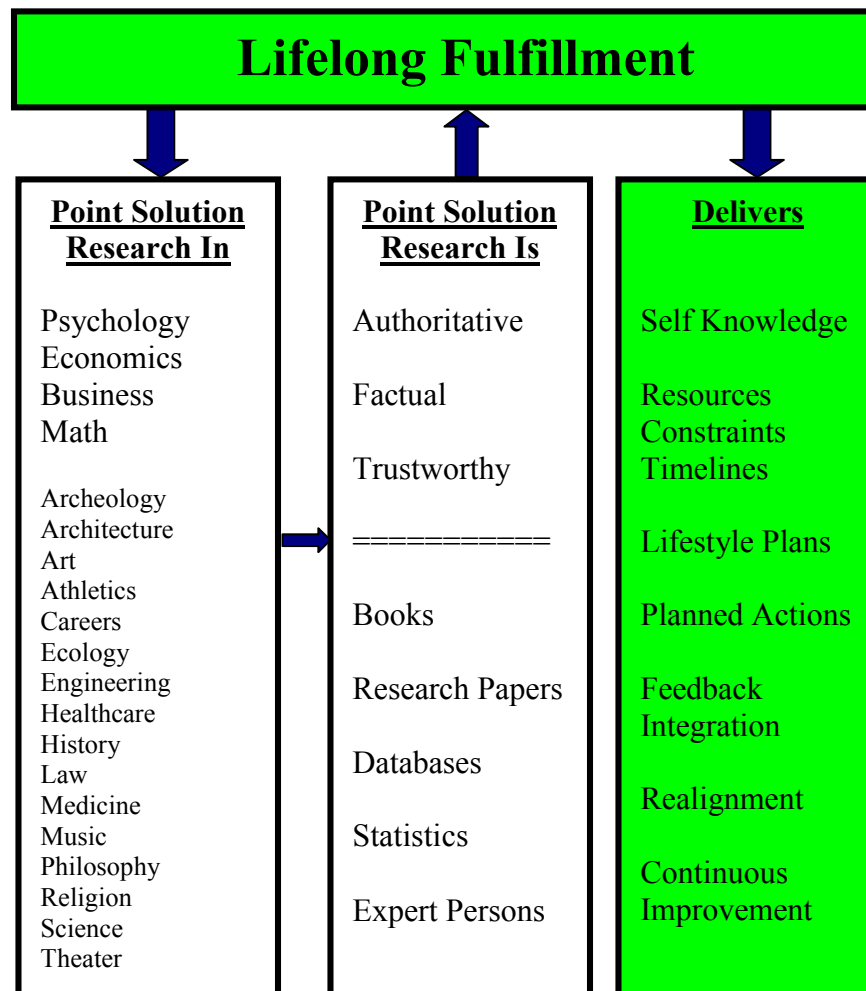 Lifelong Fulfillment
Point Solution
Research In
Psychology
Economics
Business
Math
Archeology
Architecture
Art
Athletics
Careers
Ecology
Engineering
Healthcare
History
Law
Medicine
Music
Philosophy
Religion
Science
Theater
Point Solution
Research Is
Authoritative
Factual
Trustworthy
===========
Books
Research Papers
Databases
Statistics
Expert Persons
Delivers
Self Knowledge
Resources
Constraints
Timelines
Lifestyle Plans
Planned Actions
Feedback
Integration
Realignment
Continuous
Improvement